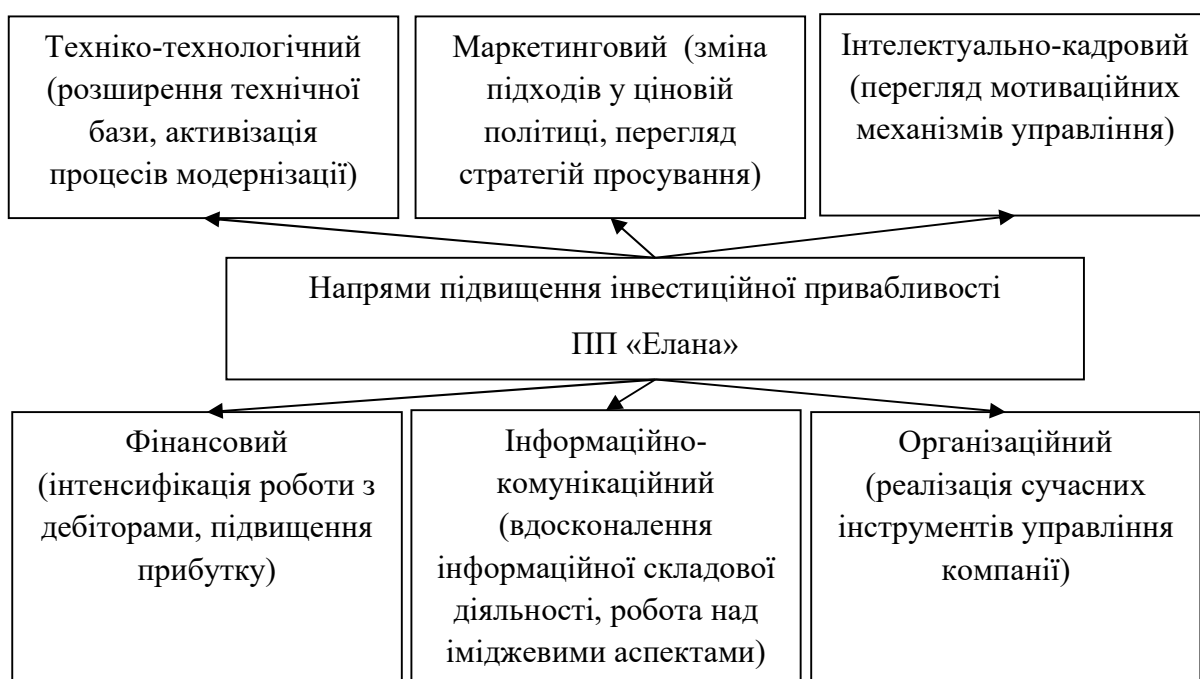 Техніко-технологічний
(розширення технічної
бази, активізація
процесів модернізації)
Маркетинговий (зміна
підходів у ціновій
політиці, перегляд
стратегій просування)
Інтелектуально-кадровий
(перегляд мотиваційних
механізмів управління)
Напрями підвищення інвестиційної привабливості
ПП «Елана»
Фінансовий
(інтенсифікація роботи з
дебіторами, підвищення
прибутку)
Інформаційно-
комунікаційний
(вдосконалення
інформаційної складової
діяльності, робота над
іміджевими аспектами)
Організаційний
(реалізація сучасних
інструментів управління
компанії)